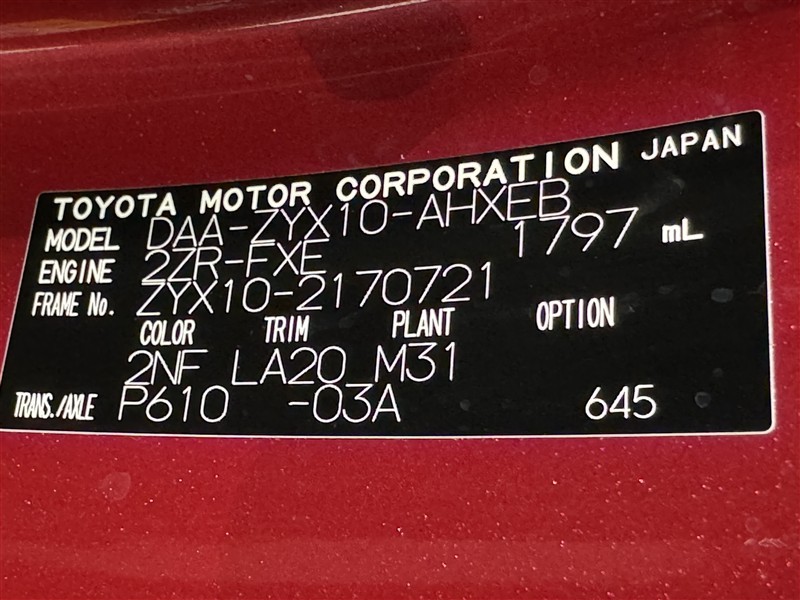 TOYOTA MOTOR CORPORATION JAPAN
MODEL DAA-ZYX10-AHXEB
ENGINE 2ZR-FXE 1797 mL
FRAME No. ZYX10-2170721
COLOR TRIM PLANT OPTION
2NF LA20 M31
TRANS./AXLE P610 -03A 645